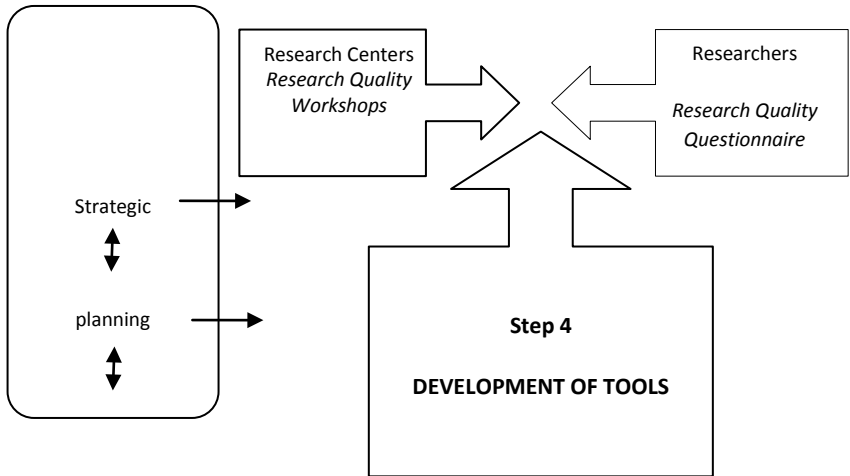 Research Centers
Research Quality
Workshops
Researchers
Research Quality
Questionnaire
Strategic
planning
Step 4
DEVELOPMENT OF TOOLS